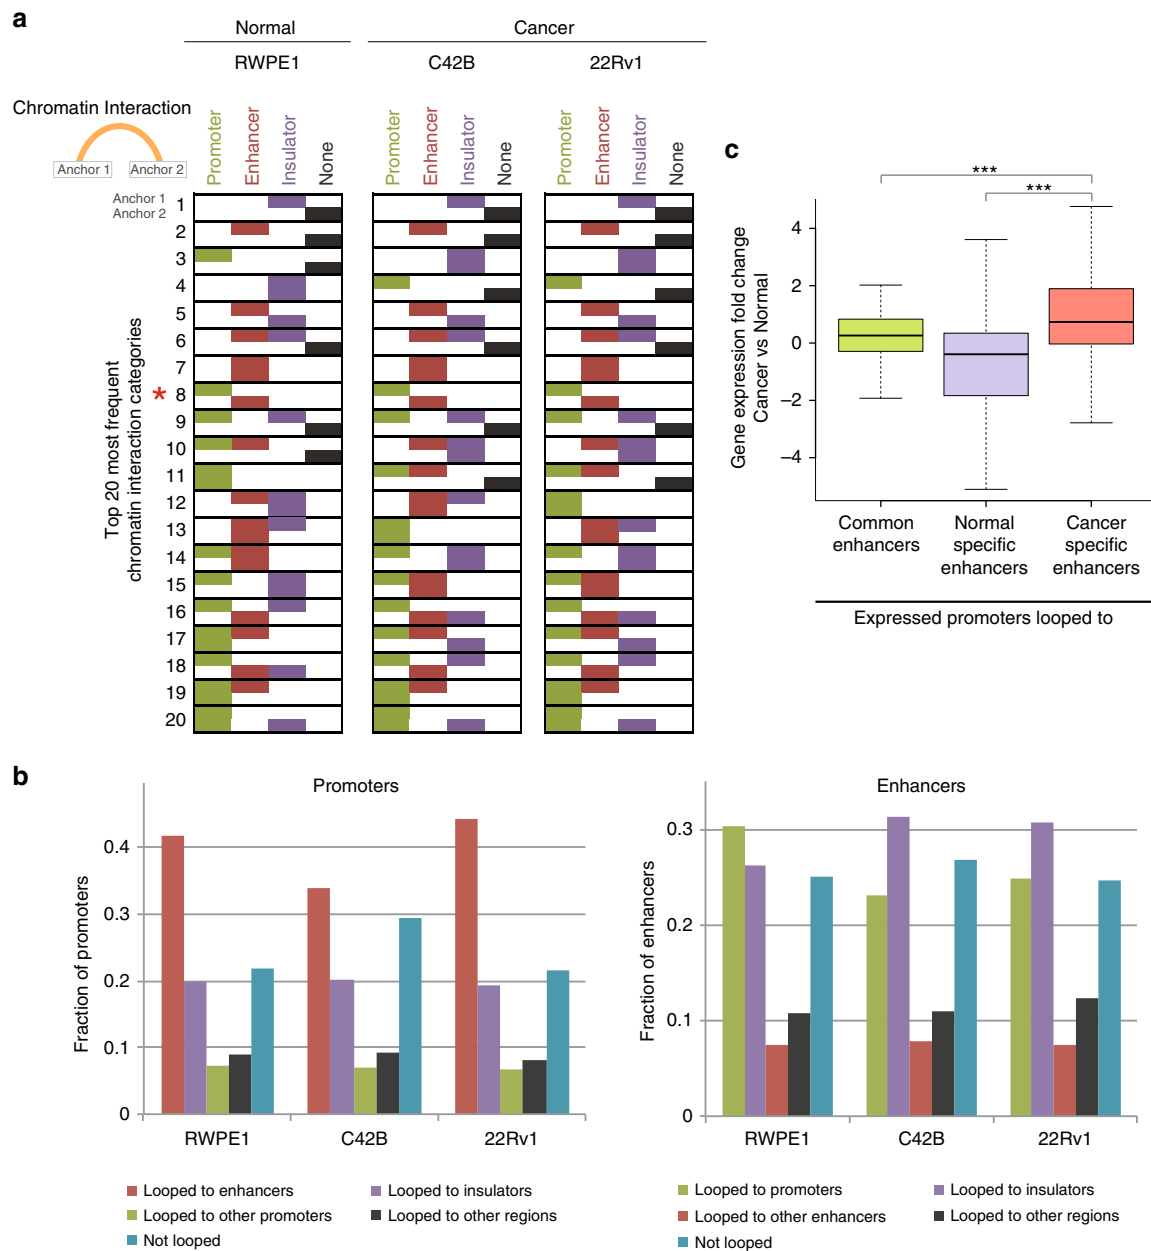 a
Normal
Cancer
RWPE1
C42B
22Rv1
Chromatin Interaction
Anchor 1
Anchor 2
Promoter
Enhancer
Insulator
None
Promoter
Enhancer
Insulator
None
Promoter
Enhancer
Insulator
None
Anchor 1
Anchor 2
Top 20 most frequent
chromatin interaction categories
*
1
2
3
4
5
6
7
8
9
10
11
12
13
14
15
16
17
18
19
20
c
***
***
Gene expression fold change
Cancer vs Normal
4
2
0
−2
−4
Common
enhancers
Normal
specific
enhancers
Cancer
specific
enhancers
Expressed promoters looped to
b
Promoters
Fraction of promoters
0.4
0.3
0.2
0.1
0
RWPE1
C42B
22Rv1
Looped to enhancers
Looped to insulators
Looped to other promoters
Looped to other regions
Not looped
Enhancers
Fraction of enhancers
0.3
0.2
0.1
0
RWPE1
C42B
22Rv1
Looped to promoters
Looped to insulators
Looped to other enhancers
Looped to other regions
Not looped